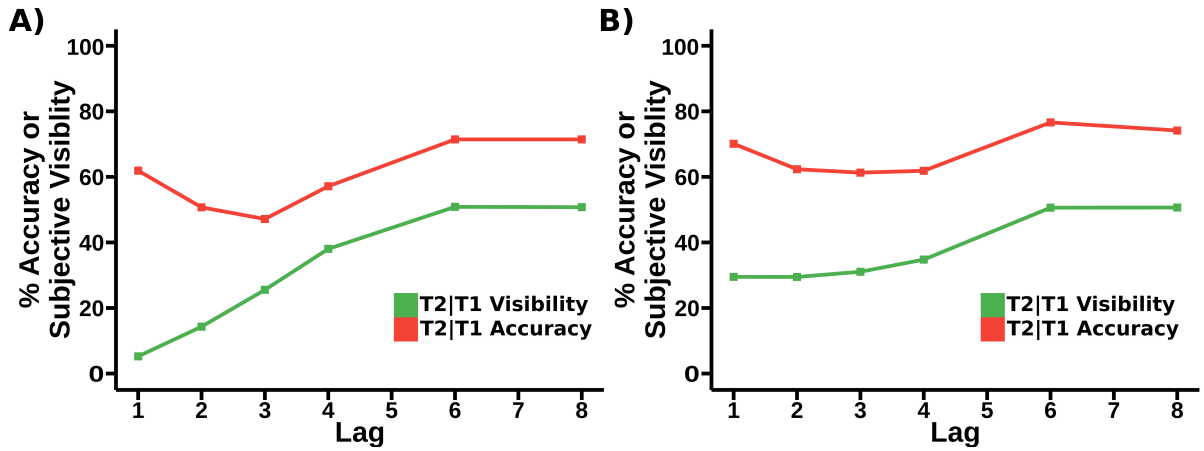 A)
% Accuracy or
Subjective Visiblity
100
80
60
40
20
0
1 2 3 4 5 6 7 8
Lag
T2|T1 Visibility
T2|T1 Accuracy
B)
% Accuracy or
Subjective Visiblity
100
80
60
40
20
0
1 2 3 4 5 6 7 8
Lag
T2|T1 Visibility
T2|T1 Accuracy